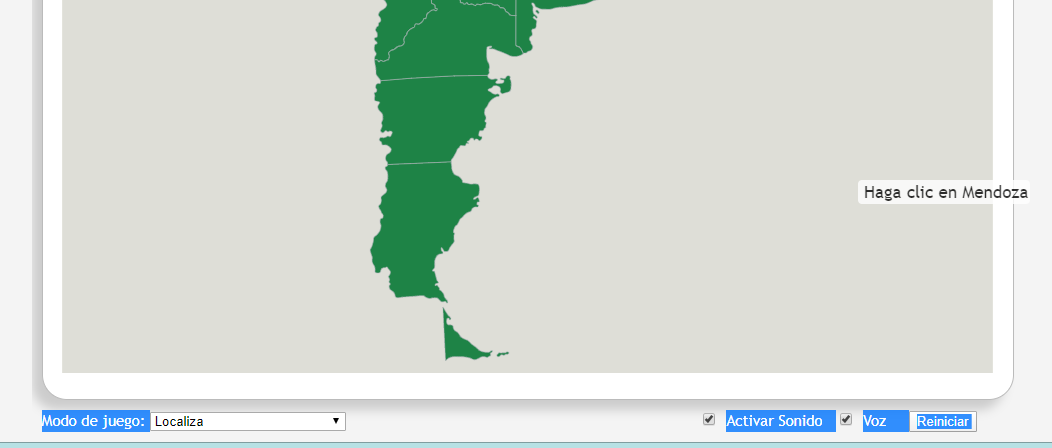 Haga clic en Mendoza
Modo de juego: Localiza Activar Sonido Voz Reiniciar